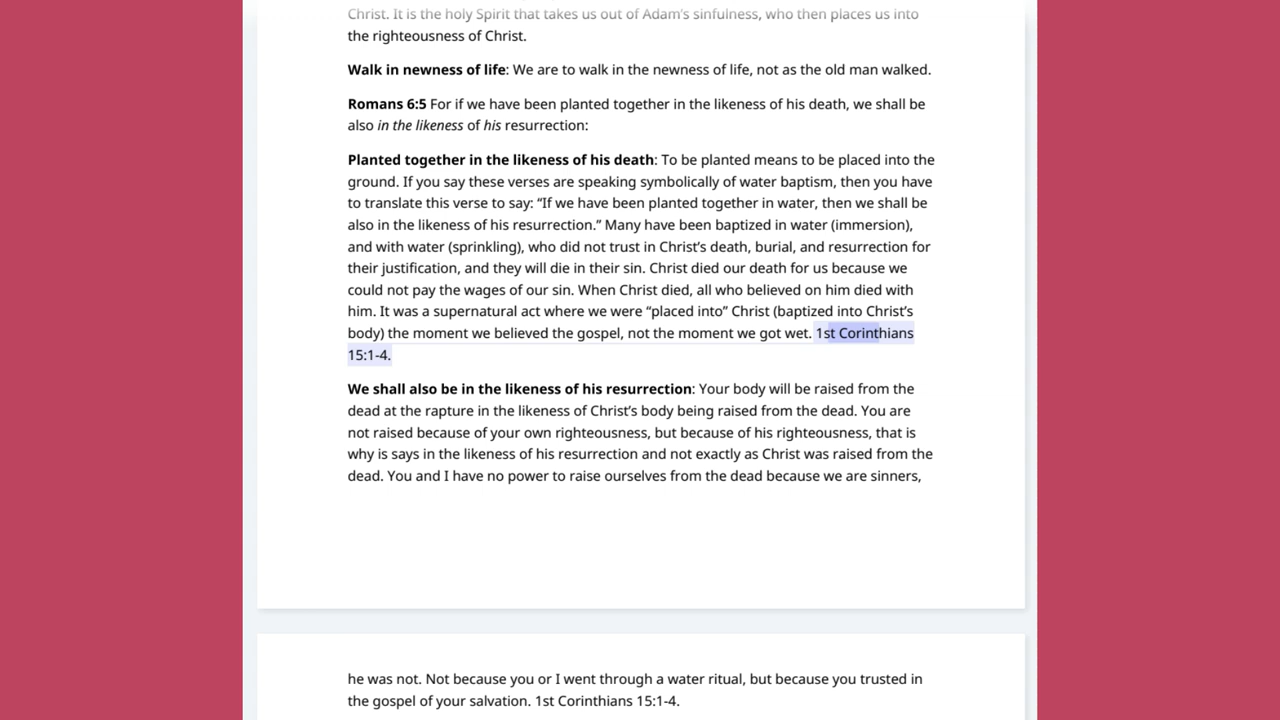 Christ. It is the holy Spirit that takes us out of Adam's sinfulness, who then places us into
the righteousness of Christ.
Walk in newness of life: We are to walk in the newness of life, not as the old man walked.
Romans 6:5 For if we have been planted together in the likeness of his death, we shall be
also in the likeness of his resurrection:
Planted together in the likeness of his death: To be planted means to be placed into the
ground. If you say these verses are speaking symbolically of water baptism, then you have
to translate this verse to say: “If we have been planted together in water, then we shall be
also in the likeness of his resurrection.” Many have been baptized in water (immersion),
and with water (sprinkling), who did not trust in Christ’s death, burial, and resurrection for
their justification, and they will die in their sin. Christ died our death for us because we
could not pay the wages of our sin. When Christ died, all who believed on him died with
him. It was a supernatural act where we were “placed into” Christ (baptized into Christ’s
body) the moment we believed the gospel, not the moment we got wet. 1st Corinthians
15:1-4.
We shall also be in the likeness of his resurrection: Your body will be raised from the
dead at the rapture in the likeness of Christ’s body being raised from the dead. You are
not raised because of your own righteousness, but because of his righteousness, that is
why is says in the likeness of his resurrection and not exactly as Christ was raised from the
dead. You and I have no power to raise ourselves from the dead because we are sinners,
he was not. Not because you or I went through a water ritual, but because you trusted in
the gospel of your salvation. 1st Corinthians 15:1-4.